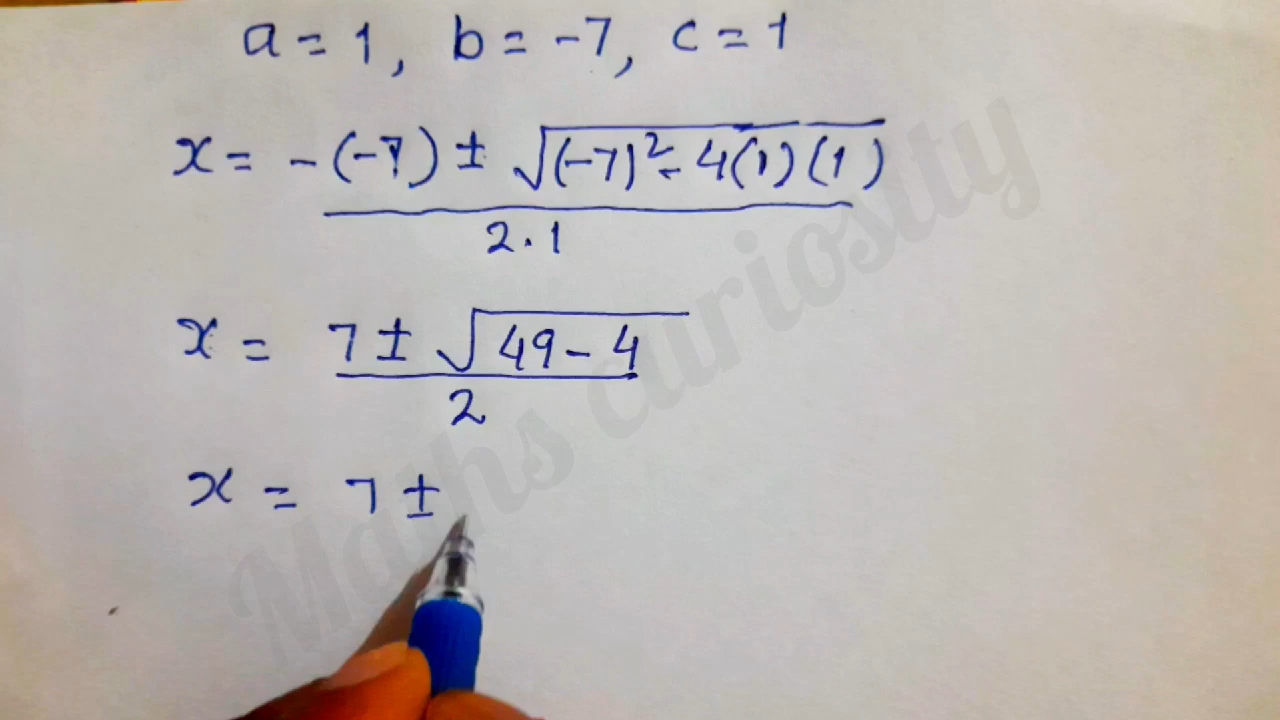 a = 1, b = -7, c = 1
x = -(-7) ± √(-7)² - 4(1)(1)
2.1
x = 7 ± √49 - 4
2
x = 7 ±
Maths curiosity